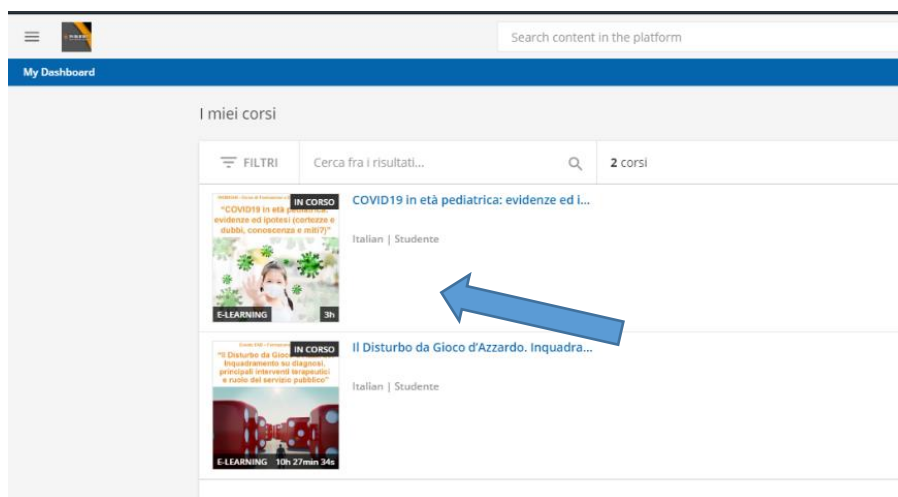 Search content in the platform
My Dashboard
I miei corsi
FILTRI
Cerca fra i risultati...
2 corsi
IN CORSO
"COVID19 in età pediatrica:
evidenze ed ipotesi (certezze e
dubbi, conoscenza e miti?)"
E-LEARNING
3h
COVID19 in età pediatrica: evidenze ed i...
Italian | Studente
IN CORSO
"Il Disturbo da Gioco d'Azzardo.
Inquadramento su diagnosi,
principali interventi terapeutici
e ruolo del servizio pubblico"
E-LEARNING
10h 27min 34s
Il Disturbo da Gioco d'Azzardo. Inquadra...
Italian | Studente